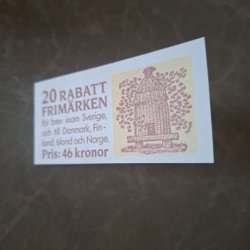 20 RABATT
FRIMÄRKEN
för brev inom Sverige,
och till Danmark, Fin-
land, Island och Norge.
Pris: 46 kronor